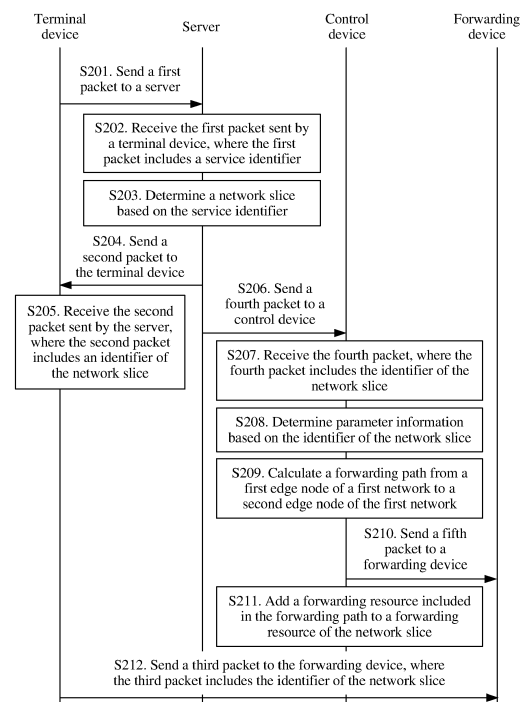 Terminal
device
Server
Control
device
Forwarding
device
S201. Send a first
packet to a server
S202. Receive the first packet sent by
a terminal device, where the first
packet includes a service identifier
S203. Determine a network slice
based on the service identifier
S204. Send a
second packet to
the terminal device
S205. Receive the second
packet sent by the server,
where the second packet
includes an identifier of
the network slice
S206. Send a
fourth packet to a
control device
S207. Receive the fourth packet, where the
fourth packet includes the identifier of the
network slice
S208. Determine parameter information
based on the identifier of the network slice
S209. Calculate a forwarding path from a
first edge node of a first network to a
second edge node of the first network
S210. Send a fifth
packet to a
forwarding device
S211. Add a forwarding resource included
in the forwarding path to a forwarding
resource of the network slice
S212. Send a third packet to the forwarding device, where
the third packet includes the identifier of the network slice